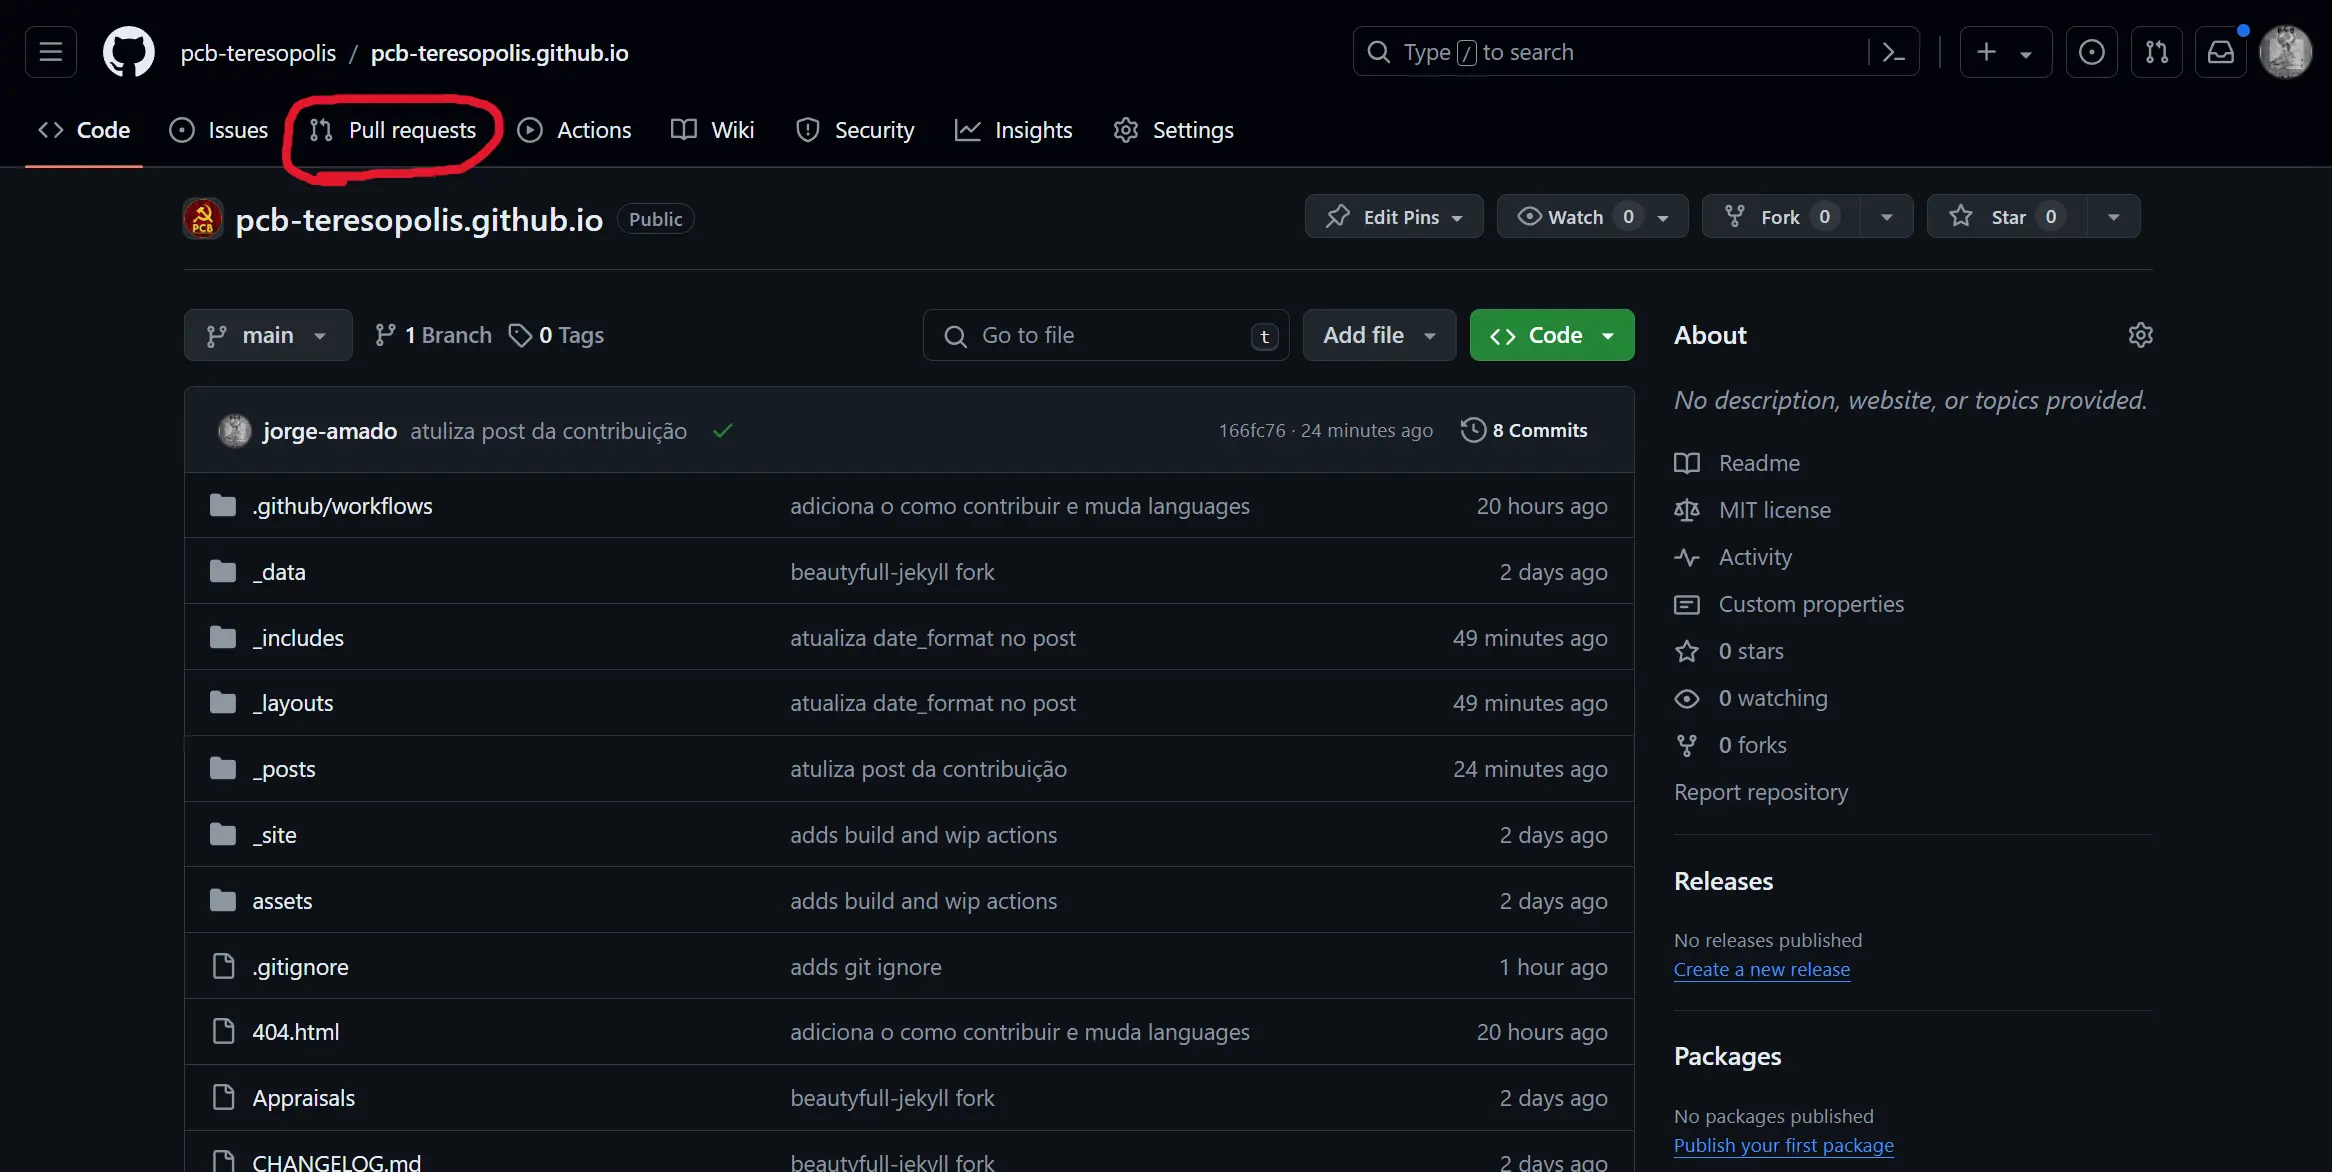 pcb-teresopolis / pcb-teresopolis.github.io
Type / to search
Code Issues Pull requests Actions Wiki Security Insights Settings
PCB
pcb-teresopolis.github.io Public
Edit Pins Watch 0 Fork 0 Star 0
main 1 Branch 0 Tags Go to file t Add file Code
jorge-amado atuliza post da contribuição 166fc76 · 24 minutes ago 8 Commits
.github/workflows adiciona o como contribuir e muda languages 20 hours ago
_data beautyfull-jekyll fork 2 days ago
_includes atualiza date_format no post 49 minutes ago
_layouts atualiza date_format no post 49 minutes ago
_posts atuliza post da contribuição 24 minutes ago
_site adds build and wip actions 2 days ago
assets adds build and wip actions 2 days ago
.gitignore adds git ignore 1 hour ago
404.html adiciona o como contribuir e muda languages 20 hours ago
Appraisals beautyfull-jekyll fork 2 days ago
CHANGELOG.md beautyfull-jekyll fork 2 days ago
About
No description, website, or topics provided.
Readme
MIT license
Activity
Custom properties
0 stars
0 watching
0 forks
Report repository
Releases
No releases published
Create a new release
Packages
No packages published
Publish your first package